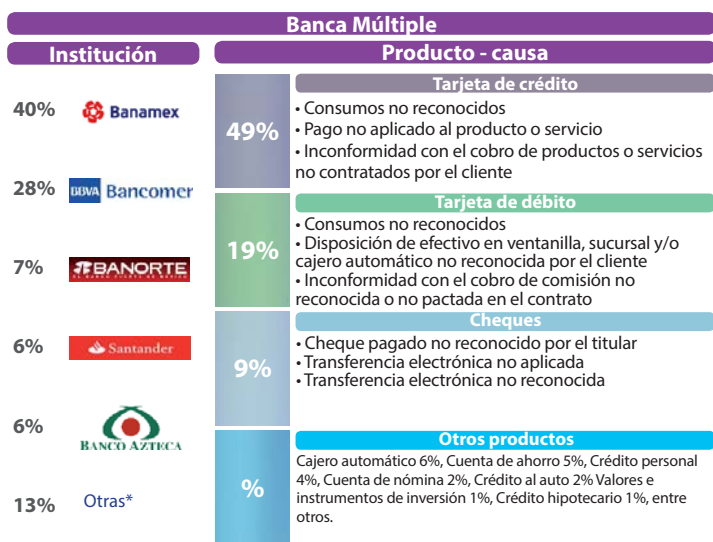 Banca Múltiple
Institución
40% Banamex
28% BBVA Bancomer
7% BANORTE
EL BANCO FUERTE DE MÉXICO
6% Santander
6% BANCO AZTECA
13% Otras*
Producto - causa
49%
Tarjeta de crédito
• Consumos no reconocidos
• Pago no aplicado al producto o servicio
• Inconformidad con el cobro de productos o servicios
no contratados por el cliente
19%
Tarjeta de débito
• Consumos no reconocidos
• Disposición de efectivo en ventanilla, sucursal y/o
cajero automático no reconocida por el cliente
• Inconformidad con el cobro de comisión no
reconocida o no pactada en el contrato
9%
Cheques
• Cheque pagado no reconocido por el titular
• Transferencia electrónica no aplicada
• Transferencia electrónica no reconocida
%
Otros productos
Cajero automático 6%, Cuenta de ahorro 5%, Crédito personal
4%, Cuenta de nómina 2%, Crédito al auto 2% Valores e
instrumentos de inversión 1%, Crédito hipotecario 1%, entre
otros.